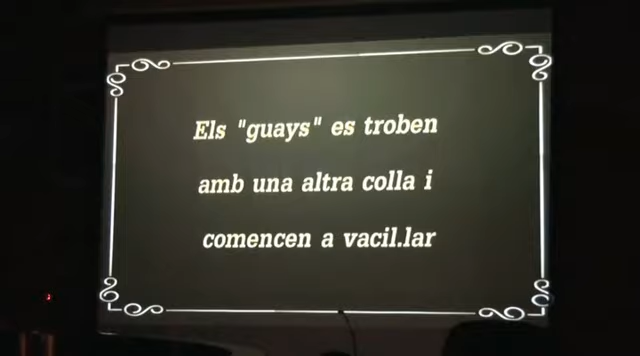 Els "guays" es troben
amb una altra colla i
comencen a vacil.lar